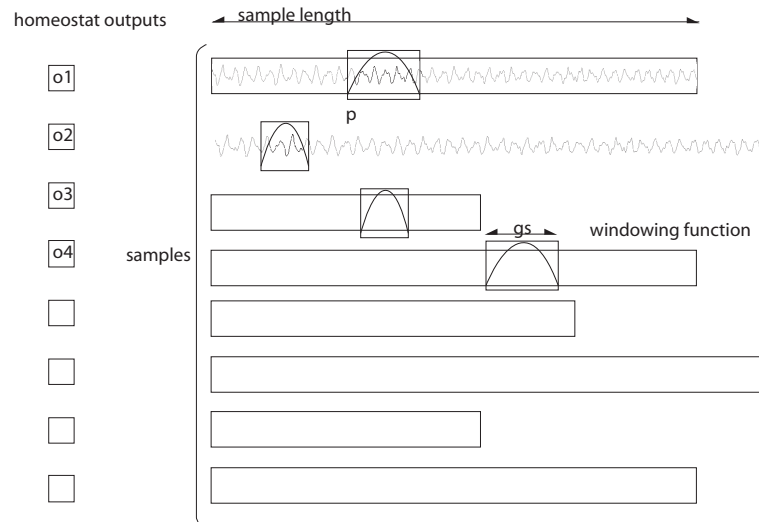 homeostat outputs
sample length
o1
p
o2
o3
gs
windowing function
o4
samples